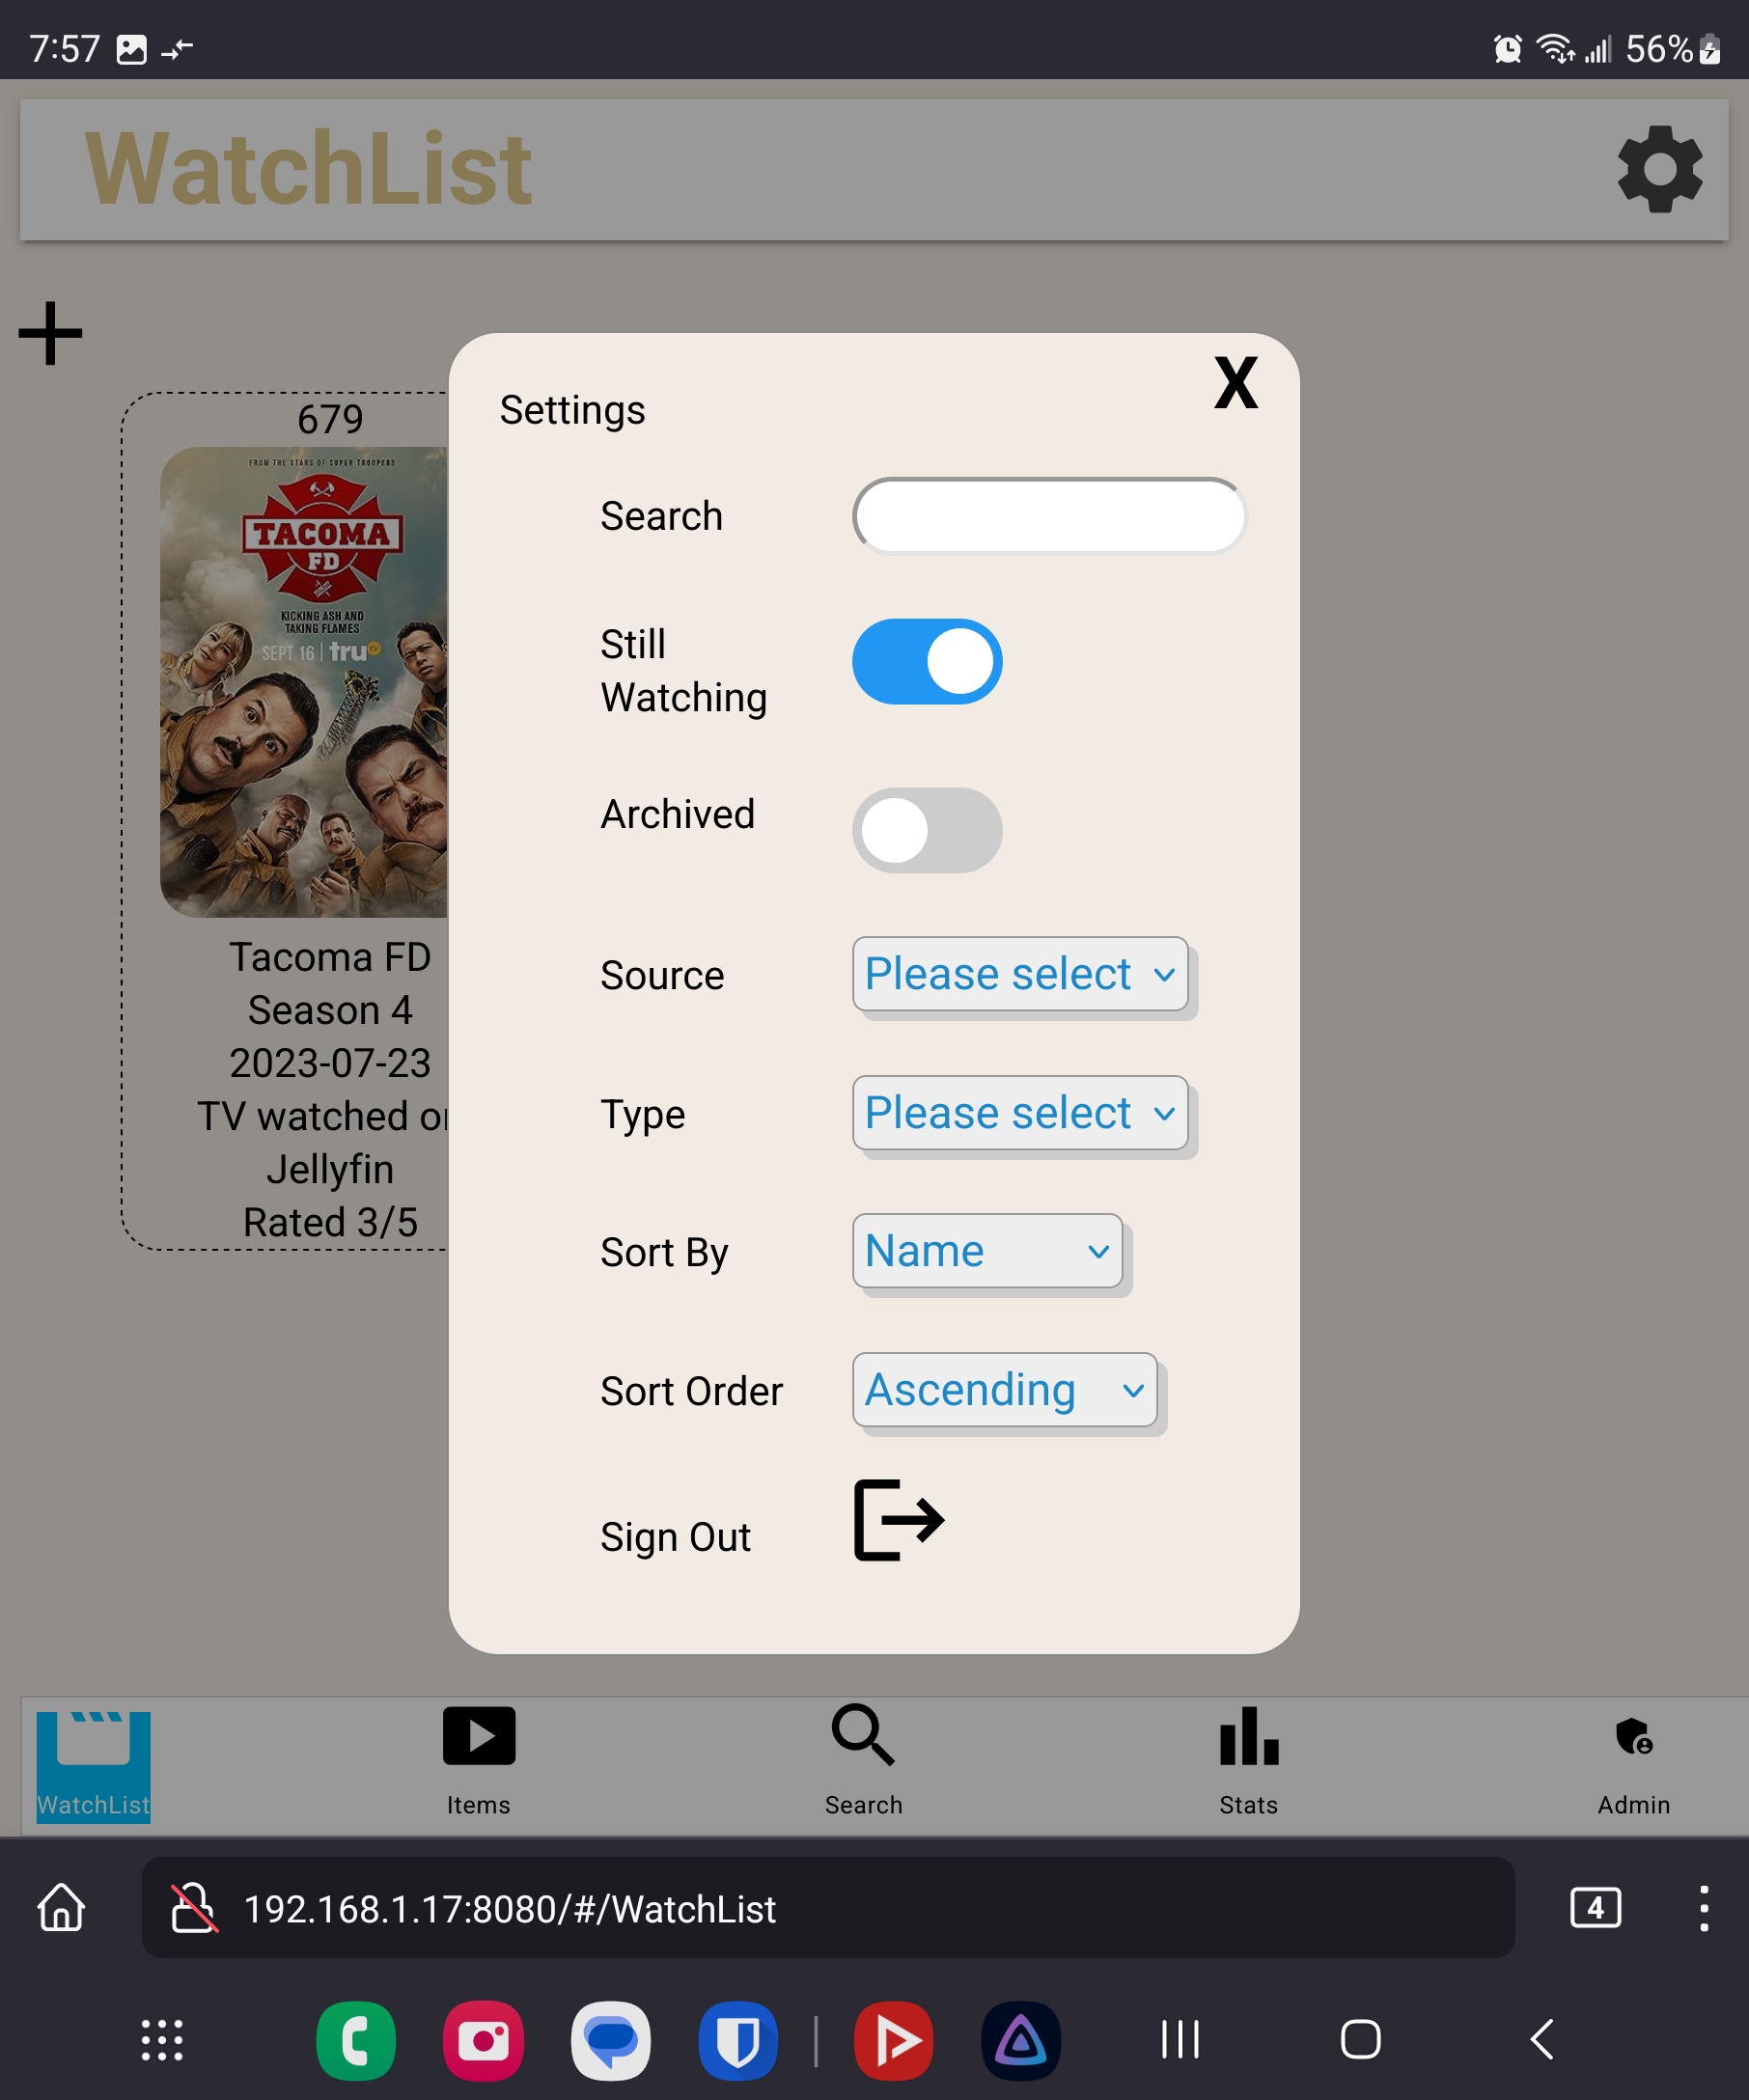 7:57
56%
WatchList
679
FROM THE STARS OF SUPER TROOPERS
TACOMA
FD
KICKING ASH AND
TAKING FLAMES
SEPT 16 | truTV
Tacoma FD
Season 4
2023-07-23
TV watched on
Jellyfin
Rated 3/5
X
Settings
Search
Still
Watching
Archived
Source
Please select
Type
Please select
Sort By
Name
Sort Order
Ascending
Sign Out
WatchList
Items
Search
Stats
Admin
192.168.1.17:8080/#/WatchList
4